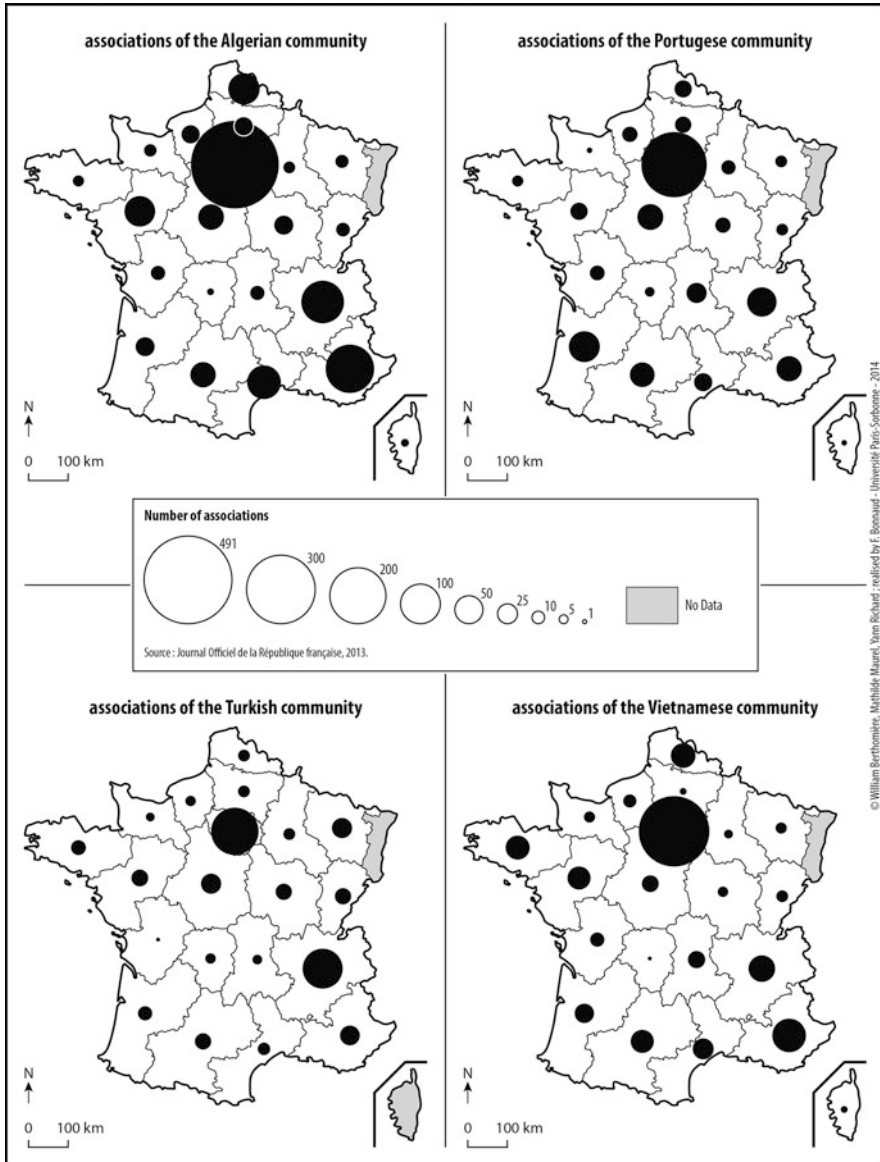 associations of the Algerian community
associations of the Portugese community
N
0 100 km
N
0 100 km
Number of associations
491
300
200
100
50
25
10
5
1
No Data
Source : Journal Officiel de la République française, 2013.
associations of the Turkish community
associations of the Vietnamese community
N
0 100 km
N
0 100 km
© William Berthomière, Mathilde Maurel, Yann Richard ; realised by F. Bonnaud - Université Paris-Sorbonne - 2014